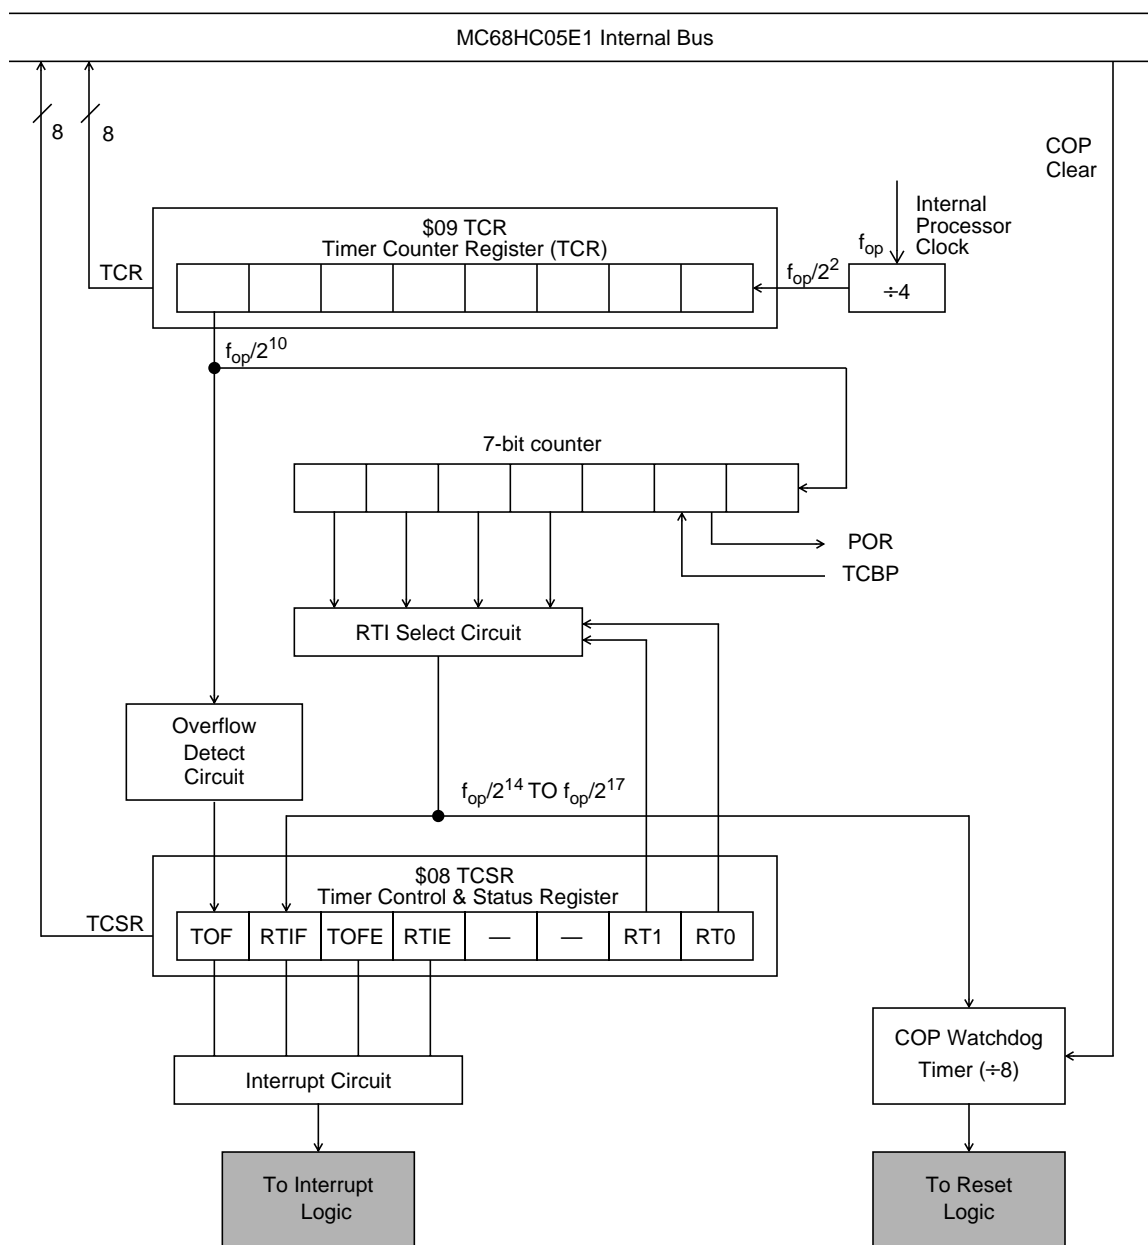 MC68HC05E1 Internal Bus
8
8
COP
Clear
Internal
Processor
Clock
$09 TCR
Timer Counter Register (TCR)
TCR
f_op
f_op/2^2
÷4
f_op/2^10
7-bit counter
POR
TCBP
RTI Select Circuit
Overflow
Detect
Circuit
f_op/2^14 TO f_op/2^17
$08 TCSR
Timer Control & Status Register
TCSR
TOF RTIF TOFE RTIE — — RT1 RT0
COP Watchdog
Timer (÷8)
Interrupt Circuit
To Interrupt
Logic
To Reset
Logic